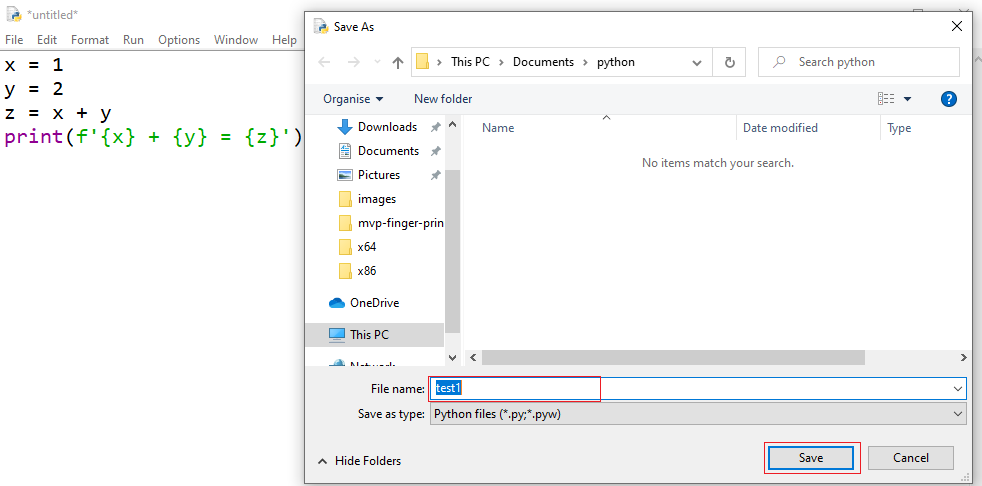 *untitled*
File Edit Format Run Options Window Help
x = 1
y = 2
z = x + y
print(f'{x} + {y} = {z}')
Save As
This PC > Documents > python
Search python
Organise
New folder
Downloads
Documents
Pictures
images
mvp-finger-prin
x64
x86
OneDrive
This PC
Network
Name
Date modified
Type
No items match your search.
File name: test1
Save as type: Python files (*.py;*.pyw)
Hide Folders
Save
Cancel